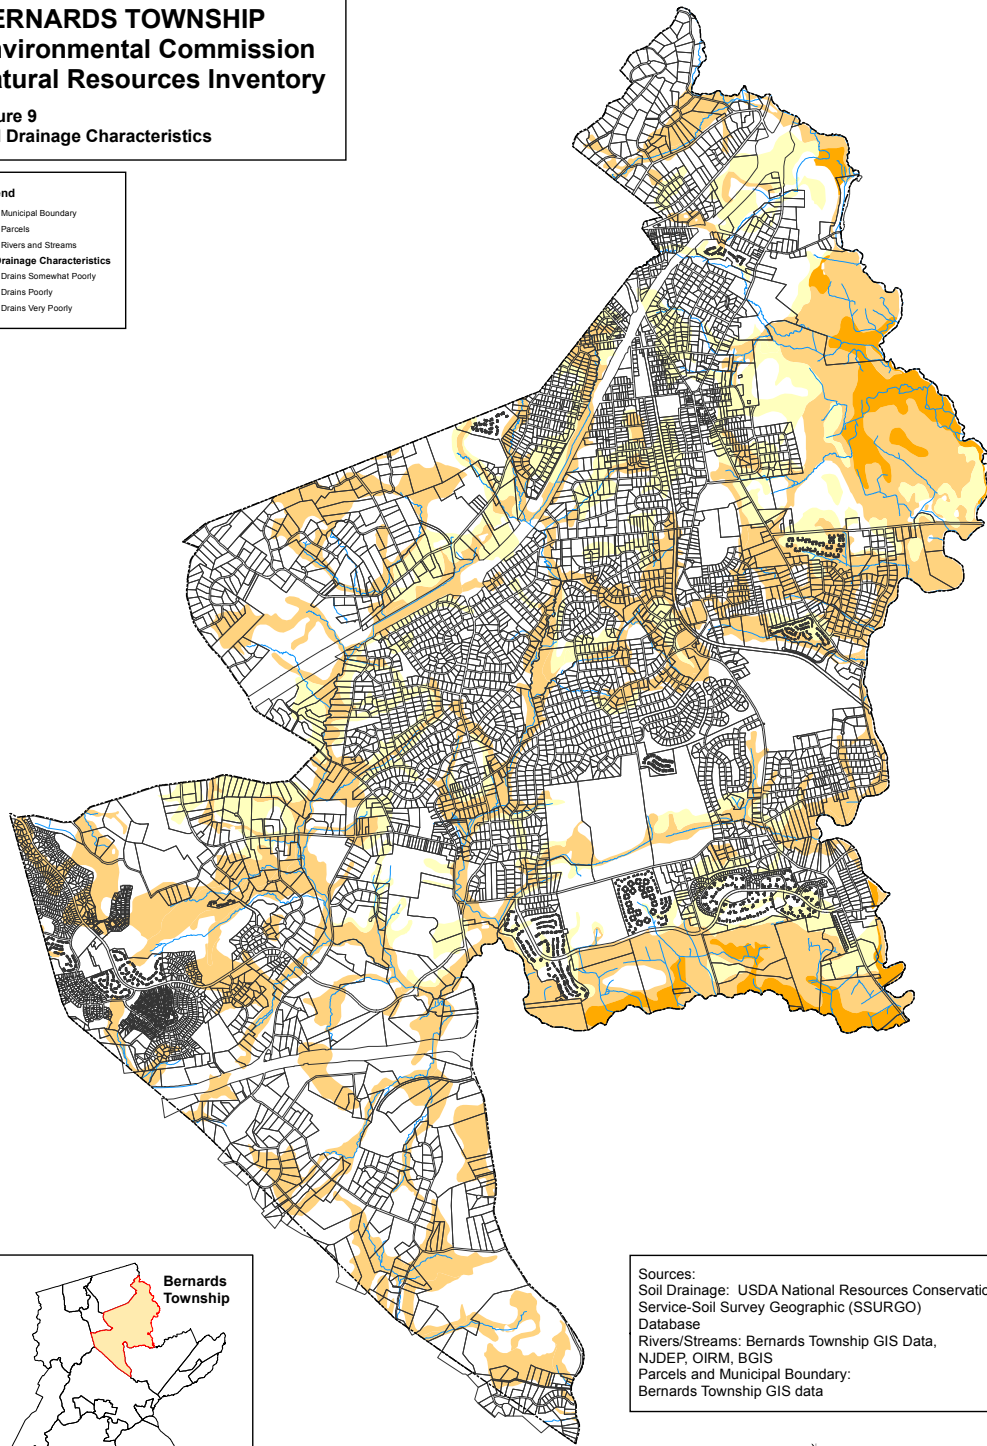 ERNARDS TOWNSHIP
nvironmental Commission
atural Resources Inventory
ure 9
l Drainage Characteristics
end
Municipal Boundary
Parcels
Rivers and Streams
rainage Characteristics
Drains Somewhat Poorly
Drains Poorly
Drains Very Poorly
Bernards
Township
Sources:
Soil Drainage: USDA National Resources Conservatio
Service-Soil Survey Geographic (SSURGO)
Database
Rivers/Streams: Bernards Township GIS Data,
NJDEP, OIRM, BGIS
Parcels and Municipal Boundary:
Bernards Township GIS data